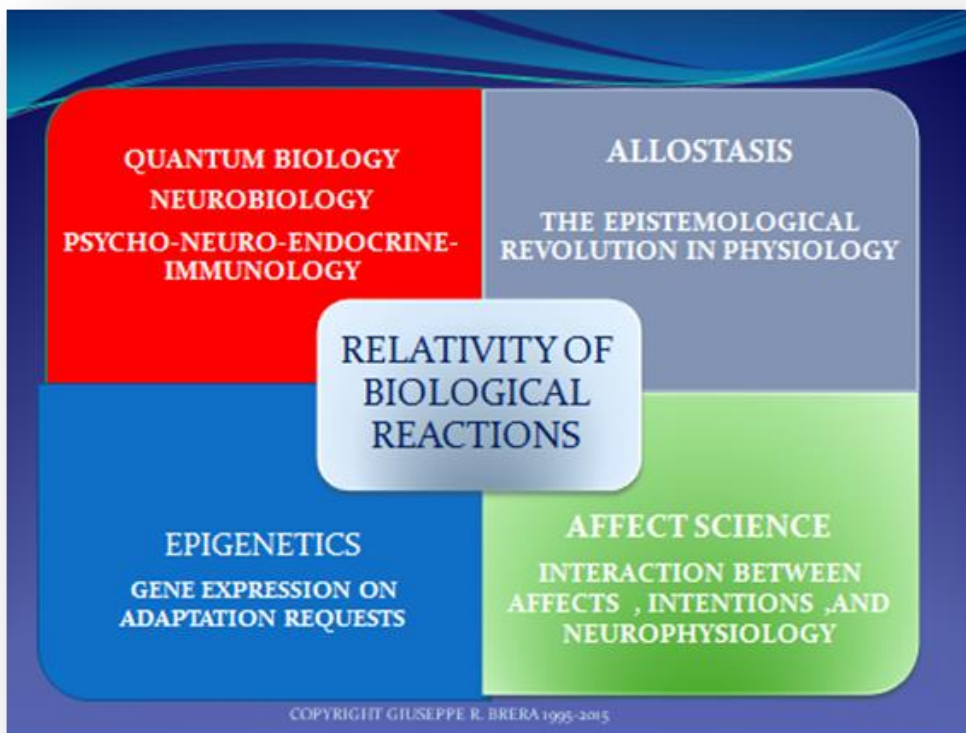 QUANTUM BIOLOGY
NEUROBIOLOGY
PSYCHO-NEURO-ENDOCRINE-
IMMUNOLOGY
ALLOSTASIS
THE EPISTEMOLOGICAL
REVOLUTION IN PHYSIOLOGY
RELATIVITY OF
BIOLOGICAL
REACTIONS
EPIGENETICS
GENE EXPRESSION ON
ADAPTATION REQUESTS
AFFECT SCIENCE
INTERACTION BETWEEN
AFFECTS , INTENTIONS ,AND
NEUROPHYSIOLOGY
COPYRIGHT GIUSEPPE R. BRERA 1995-2015